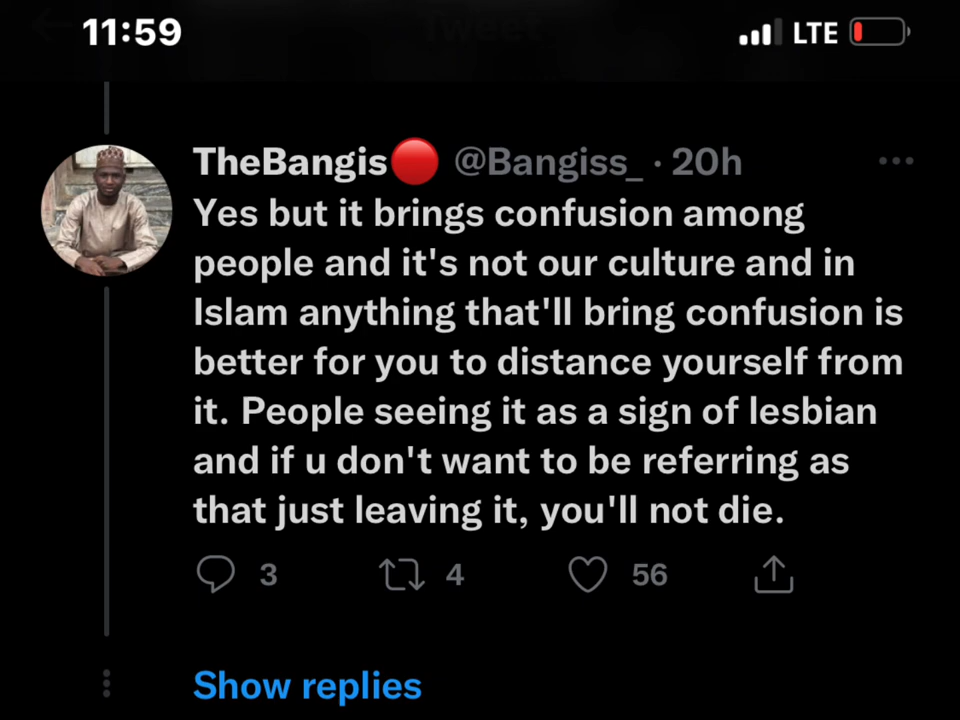 11:59
LTE
Tweet
TheBangis🔴 @Bangiss_ · 20h
Yes but it brings confusion among
people and it's not our culture and in
Islam anything that'll bring confusion is
better for you to distance yourself from
it. People seeing it as a sign of lesbian
and if u don't want to be referring as
that just leaving it, you'll not die.
3 4 56
Show replies